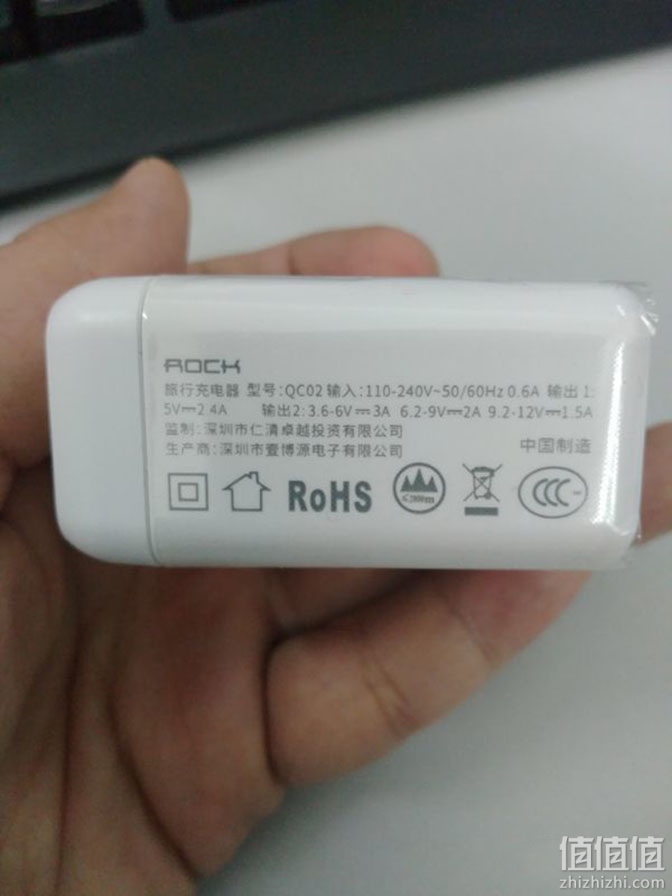 ROCK
旅行充电器 型号:QC02 输入:110-240V~50/60Hz 0.6A 输出1:
5V⎓2.4A 输出2:3.6-6V⎓3A 6.2-9V⎓2A 9.2-12V⎓1.5A
监制:深圳市仁清卓越投资有限公司
生产商:深圳市壹博源电子有限公司
中国制造
RoHS
≤2000m
CCC
值值值
zhizhizhi.com